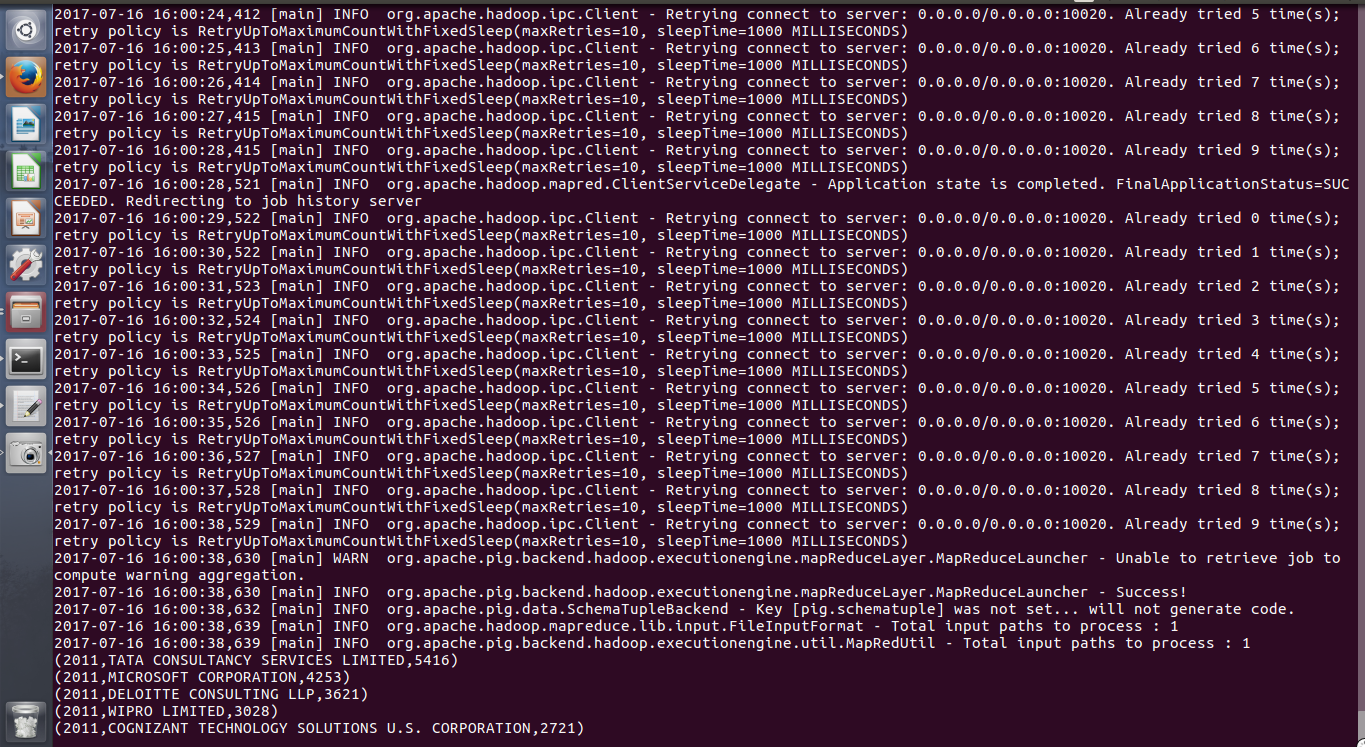 2017-07-16 16:00:24,412 [main] INFO  org.apache.hadoop.ipc.Client - Retrying connect to server: 0.0.0.0/0.0.0.0:10020. Already tried 5 time(s);
retry policy is RetryUpToMaximumCountWithFixedSleep(maxRetries=10, sleepTime=1000 MILLISECONDS)
2017-07-16 16:00:25,413 [main] INFO  org.apache.hadoop.ipc.Client - Retrying connect to server: 0.0.0.0/0.0.0.0:10020. Already tried 6 time(s);
retry policy is RetryUpToMaximumCountWithFixedSleep(maxRetries=10, sleepTime=1000 MILLISECONDS)
2017-07-16 16:00:26,414 [main] INFO  org.apache.hadoop.ipc.Client - Retrying connect to server: 0.0.0.0/0.0.0.0:10020. Already tried 7 time(s);
retry policy is RetryUpToMaximumCountWithFixedSleep(maxRetries=10, sleepTime=1000 MILLISECONDS)
2017-07-16 16:00:27,415 [main] INFO  org.apache.hadoop.ipc.Client - Retrying connect to server: 0.0.0.0/0.0.0.0:10020. Already tried 8 time(s);
retry policy is RetryUpToMaximumCountWithFixedSleep(maxRetries=10, sleepTime=1000 MILLISECONDS)
2017-07-16 16:00:28,415 [main] INFO  org.apache.hadoop.ipc.Client - Retrying connect to server: 0.0.0.0/0.0.0.0:10020. Already tried 9 time(s);
retry policy is RetryUpToMaximumCountWithFixedSleep(maxRetries=10, sleepTime=1000 MILLISECONDS)
2017-07-16 16:00:28,521 [main] INFO  org.apache.hadoop.mapred.ClientServiceDelegate - Application state is completed. FinalApplicationStatus=SUC
CEEDED. Redirecting to job history server
2017-07-16 16:00:29,522 [main] INFO  org.apache.hadoop.ipc.Client - Retrying connect to server: 0.0.0.0/0.0.0.0:10020. Already tried 0 time(s);
retry policy is RetryUpToMaximumCountWithFixedSleep(maxRetries=10, sleepTime=1000 MILLISECONDS)
2017-07-16 16:00:30,522 [main] INFO  org.apache.hadoop.ipc.Client - Retrying connect to server: 0.0.0.0/0.0.0.0:10020. Already tried 1 time(s);
retry policy is RetryUpToMaximumCountWithFixedSleep(maxRetries=10, sleepTime=1000 MILLISECONDS)
2017-07-16 16:00:31,523 [main] INFO  org.apache.hadoop.ipc.Client - Retrying connect to server: 0.0.0.0/0.0.0.0:10020. Already tried 2 time(s);
retry policy is RetryUpToMaximumCountWithFixedSleep(maxRetries=10, sleepTime=1000 MILLISECONDS)
2017-07-16 16:00:32,524 [main] INFO  org.apache.hadoop.ipc.Client - Retrying connect to server: 0.0.0.0/0.0.0.0:10020. Already tried 3 time(s);
retry policy is RetryUpToMaximumCountWithFixedSleep(maxRetries=10, sleepTime=1000 MILLISECONDS)
2017-07-16 16:00:33,525 [main] INFO  org.apache.hadoop.ipc.Client - Retrying connect to server: 0.0.0.0/0.0.0.0:10020. Already tried 4 time(s);
retry policy is RetryUpToMaximumCountWithFixedSleep(maxRetries=10, sleepTime=1000 MILLISECONDS)
2017-07-16 16:00:34,526 [main] INFO  org.apache.hadoop.ipc.Client - Retrying connect to server: 0.0.0.0/0.0.0.0:10020. Already tried 5 time(s);
retry policy is RetryUpToMaximumCountWithFixedSleep(maxRetries=10, sleepTime=1000 MILLISECONDS)
2017-07-16 16:00:35,526 [main] INFO  org.apache.hadoop.ipc.Client - Retrying connect to server: 0.0.0.0/0.0.0.0:10020. Already tried 6 time(s);
retry policy is RetryUpToMaximumCountWithFixedSleep(maxRetries=10, sleepTime=1000 MILLISECONDS)
2017-07-16 16:00:36,527 [main] INFO  org.apache.hadoop.ipc.Client - Retrying connect to server: 0.0.0.0/0.0.0.0:10020. Already tried 7 time(s);
retry policy is RetryUpToMaximumCountWithFixedSleep(maxRetries=10, sleepTime=1000 MILLISECONDS)
2017-07-16 16:00:37,528 [main] INFO  org.apache.hadoop.ipc.Client - Retrying connect to server: 0.0.0.0/0.0.0.0:10020. Already tried 8 time(s);
retry policy is RetryUpToMaximumCountWithFixedSleep(maxRetries=10, sleepTime=1000 MILLISECONDS)
2017-07-16 16:00:38,529 [main] INFO  org.apache.hadoop.ipc.Client - Retrying connect to server: 0.0.0.0/0.0.0.0:10020. Already tried 9 time(s);
retry policy is RetryUpToMaximumCountWithFixedSleep(maxRetries=10, sleepTime=1000 MILLISECONDS)
2017-07-16 16:00:38,630 [main] WARN  org.apache.pig.backend.hadoop.executionengine.mapReduceLayer.MapReduceLauncher - Unable to retrieve job to
compute warning aggregation.
2017-07-16 16:00:38,630 [main] INFO  org.apache.pig.backend.hadoop.executionengine.mapReduceLayer.MapReduceLauncher - Success!
2017-07-16 16:00:38,632 [main] INFO  org.apache.pig.data.SchemaTupleBackend - Key [pig.schematuple] was not set... will not generate code.
2017-07-16 16:00:38,639 [main] INFO  org.apache.hadoop.mapreduce.lib.input.FileInputFormat - Total input paths to process : 1
2017-07-16 16:00:38,639 [main] INFO  org.apache.pig.backend.hadoop.executionengine.util.MapRedUtil - Total input paths to process : 1
(2011,TATA CONSULTANCY SERVICES LIMITED,5416)
(2011,MICROSOFT CORPORATION,4253)
(2011,DELOITTE CONSULTING LLP,3621)
(2011,WIPRO LIMITED,3028)
(2011,COGNIZANT TECHNOLOGY SOLUTIONS U.S. CORPORATION,2721)